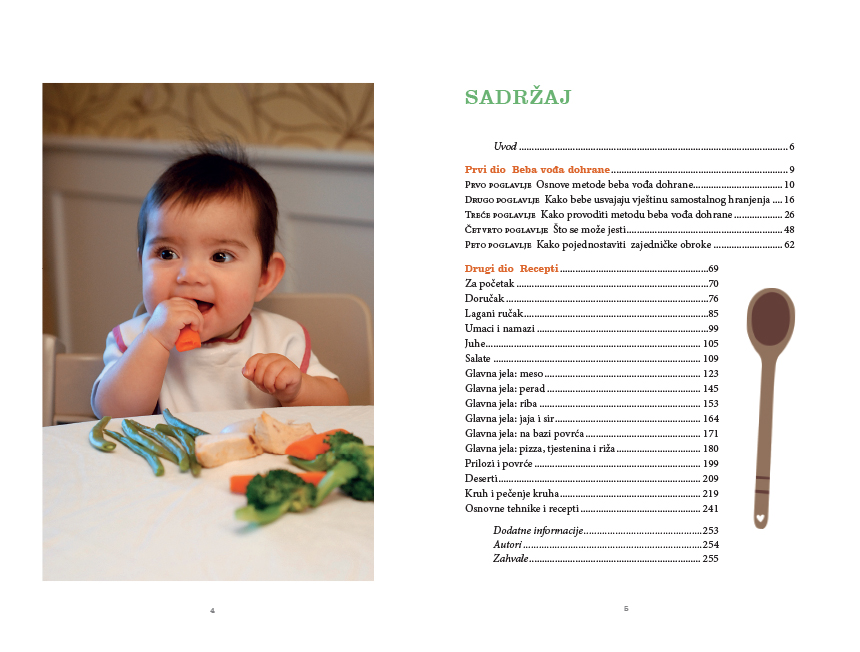 SADRŽAJ
Uvod ........ 6
Prvi dio Beba vođa dohrane ........ 9
Prvo poglavlje Osnove metode beba vođa dohrane ........ 10
Drugo poglavlje Kako bebe usvajaju vještinu samostalnog hranjenja .... 16
Treće poglavlje Kako provoditi metodu beba vođa dohrane ........ 26
Četvrto poglavlje Što se može jesti ........ 48
Peto poglavlje Kako pojednostaviti zajedničke obroke ........ 62
Drugi dio Recepti ........ 69
Za početak ........ 70
Doručak ........ 76
Lagani ručak ........ 85
Umaci i namazi ........ 99
Juhe ........ 105
Salate ........ 109
Glavna jela: meso ........ 123
Glavna jela: perad ........ 145
Glavna jela: riba ........ 153
Glavna jela: jaja i sir ........ 164
Glavna jela: na bazi povrća ........ 171
Glavna jela: pizza, tjestenina i riža ........ 180
Prilozi i povrće ........ 199
Deserti ........ 209
Kruh i pečenje kruha ........ 219
Osnovne tehnike i recepti ........ 241
Dodatne informacije ........ 253
Autori ........ 254
Zahvale ........ 255
4
5